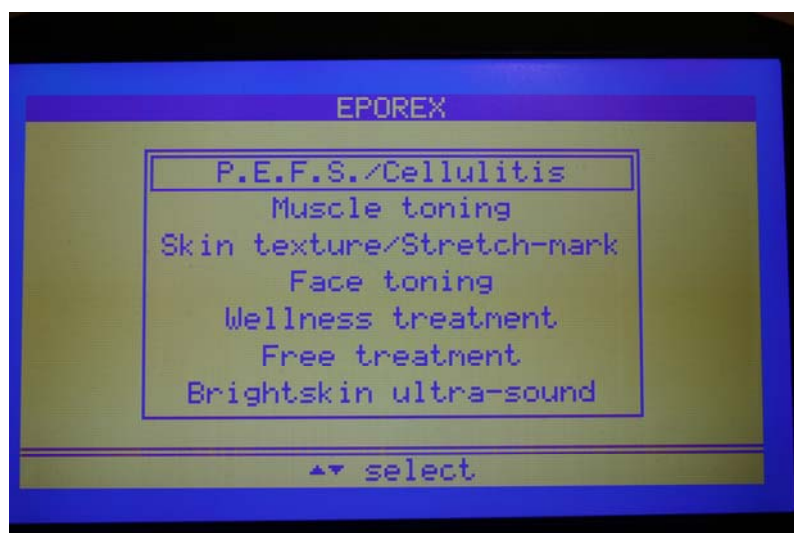 EPOREX
P.E.F.S./Cellulitis
Muscle toning
Skin texture/Stretch-mark
Face toning
Wellness treatment
Free treatment
Brightskin ultra-sound
▲▼ select